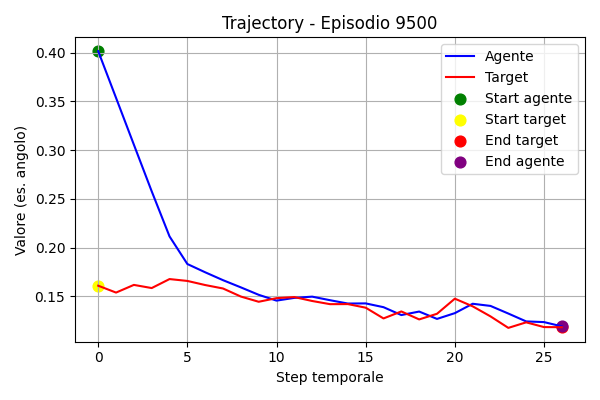 Trajectory - Episodio 9500
Valore (es. angolo)
0.40
0.35
0.30
0.25
0.20
0.15
Agente
Target
Start agente
Start target
End target
End agente
0 5 10 15 20 25
Step temporale